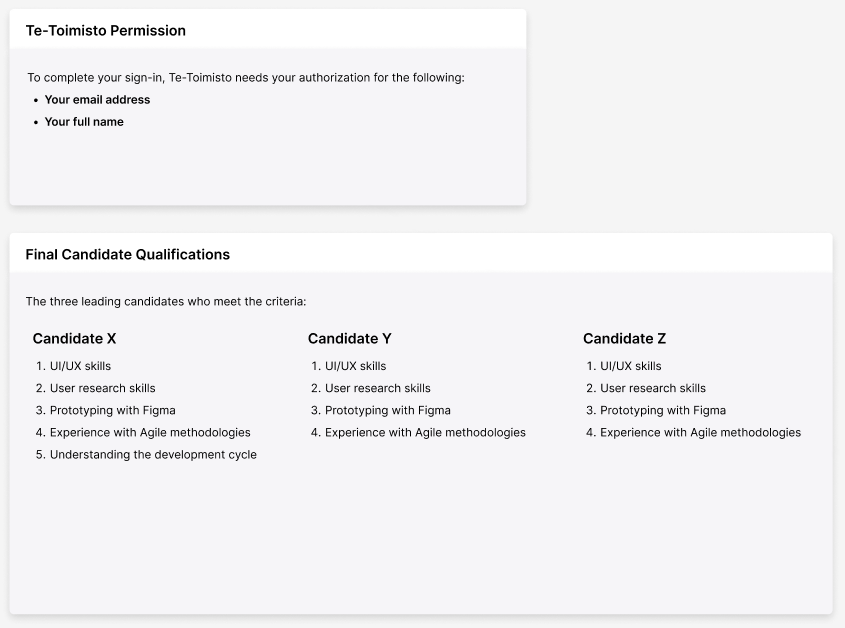 Te-Toimisto Permission
To complete your sign-in, Te-Toimisto needs your authorization for the following:
• Your email address
• Your full name
Final Candidate Qualifications
The three leading candidates who meet the criteria:
Candidate X
1. UI/UX skills
2. User research skills
3. Prototyping with Figma
4. Experience with Agile methodologies
5. Understanding the development cycle
Candidate Y
1. UI/UX skills
2. User research skills
3. Prototyping with Figma
4. Experience with Agile methodologies
Candidate Z
1. UI/UX skills
2. User research skills
3. Prototyping with Figma
4. Experience with Agile methodologies